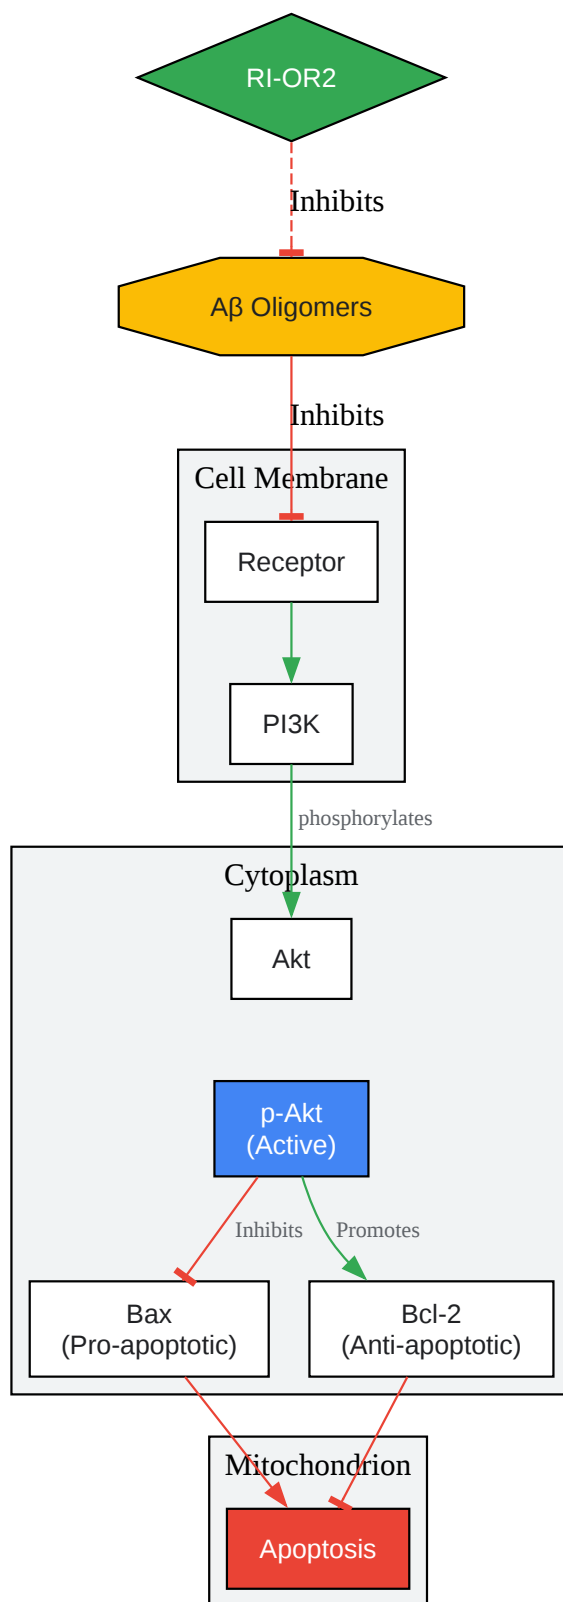 RI-OR2
Inhibits
Aβ Oligomers
Inhibits
Cell Membrane
Receptor
PI3K
phosphorylates
Cytoplasm
Akt
p-Akt
(Active)
Inhibits
Promotes
Bax
(Pro-apoptotic)
Bcl-2
(Anti-apoptotic)
Mitochondrion
Apoptosis